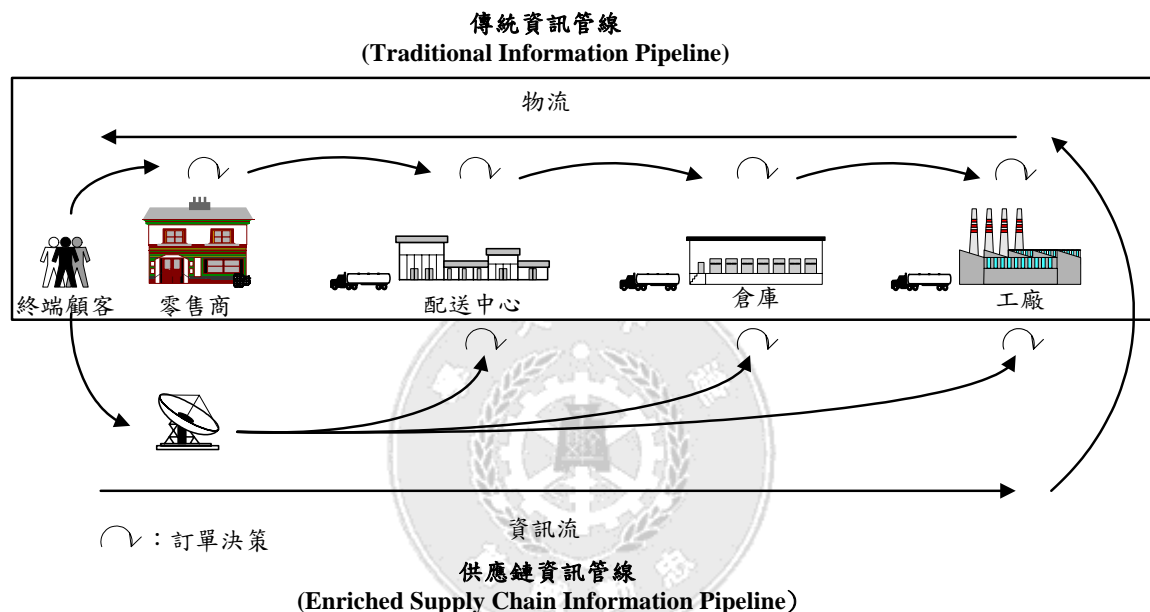 傳統資訊管線
(Traditional Information Pipeline)
物流
終端顧客
零售商
配送中心
倉庫
工廠
資訊流
：訂單決策
供應鏈資訊管線
(Enriched Supply Chain Information Pipeline）